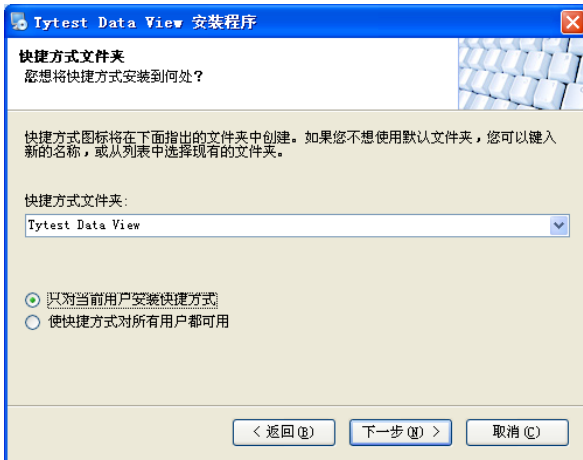 Tytest Data View 安装程序
快捷方式文件夹
您想将快捷方式安装到何处？
快捷方式图标将在下面指出的文件夹中创建。如果您不想使用默认文件夹，您可以键入
新的名称，或从列表中选择现有的文件夹。
快捷方式文件夹:
Tytest Data View
只对当前用户安装快捷方式
使快捷方式对所有用户都可用
< 返回(B) 下一步(N) > 取消(C)